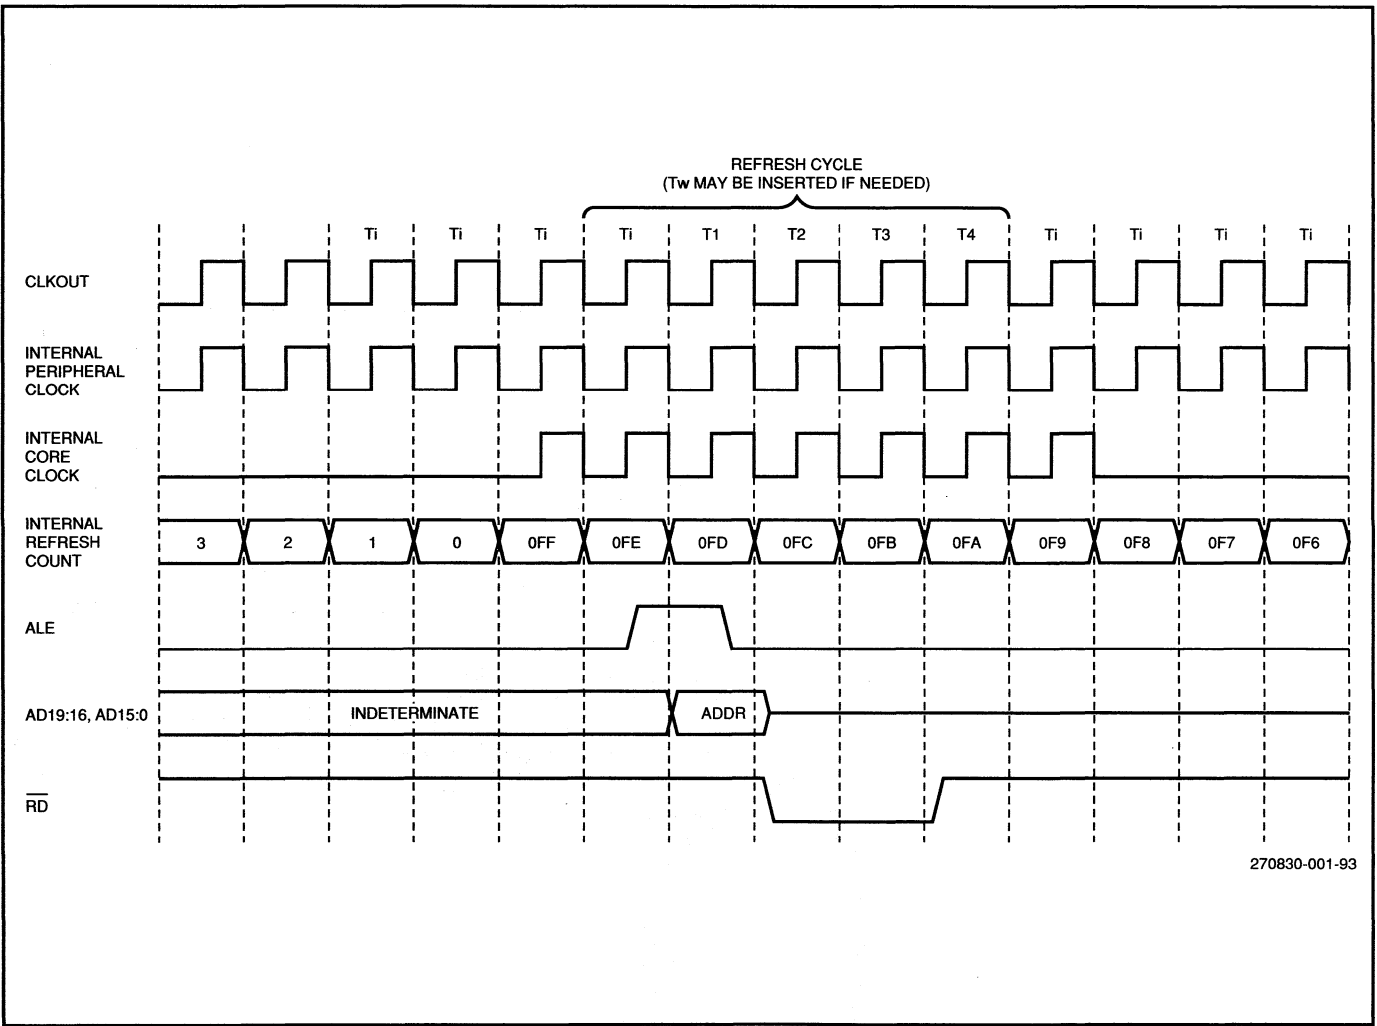 REFRESH CYCLE
(Tw MAY BE INSERTED IF NEEDED)
Ti Ti Ti Ti T1 T2 T3 T4 Ti Ti Ti Ti
CLKOUT
INTERNAL
PERIPHERAL
CLOCK
INTERNAL
CORE
CLOCK
INTERNAL
REFRESH
COUNT
3 2 1 0 0FF 0FE 0FD 0FC 0FB 0FA 0F9 0F8 0F7 0F6
ALE
AD19:16, AD15:0
INDETERMINATE ADDR
RD
270830-001-93